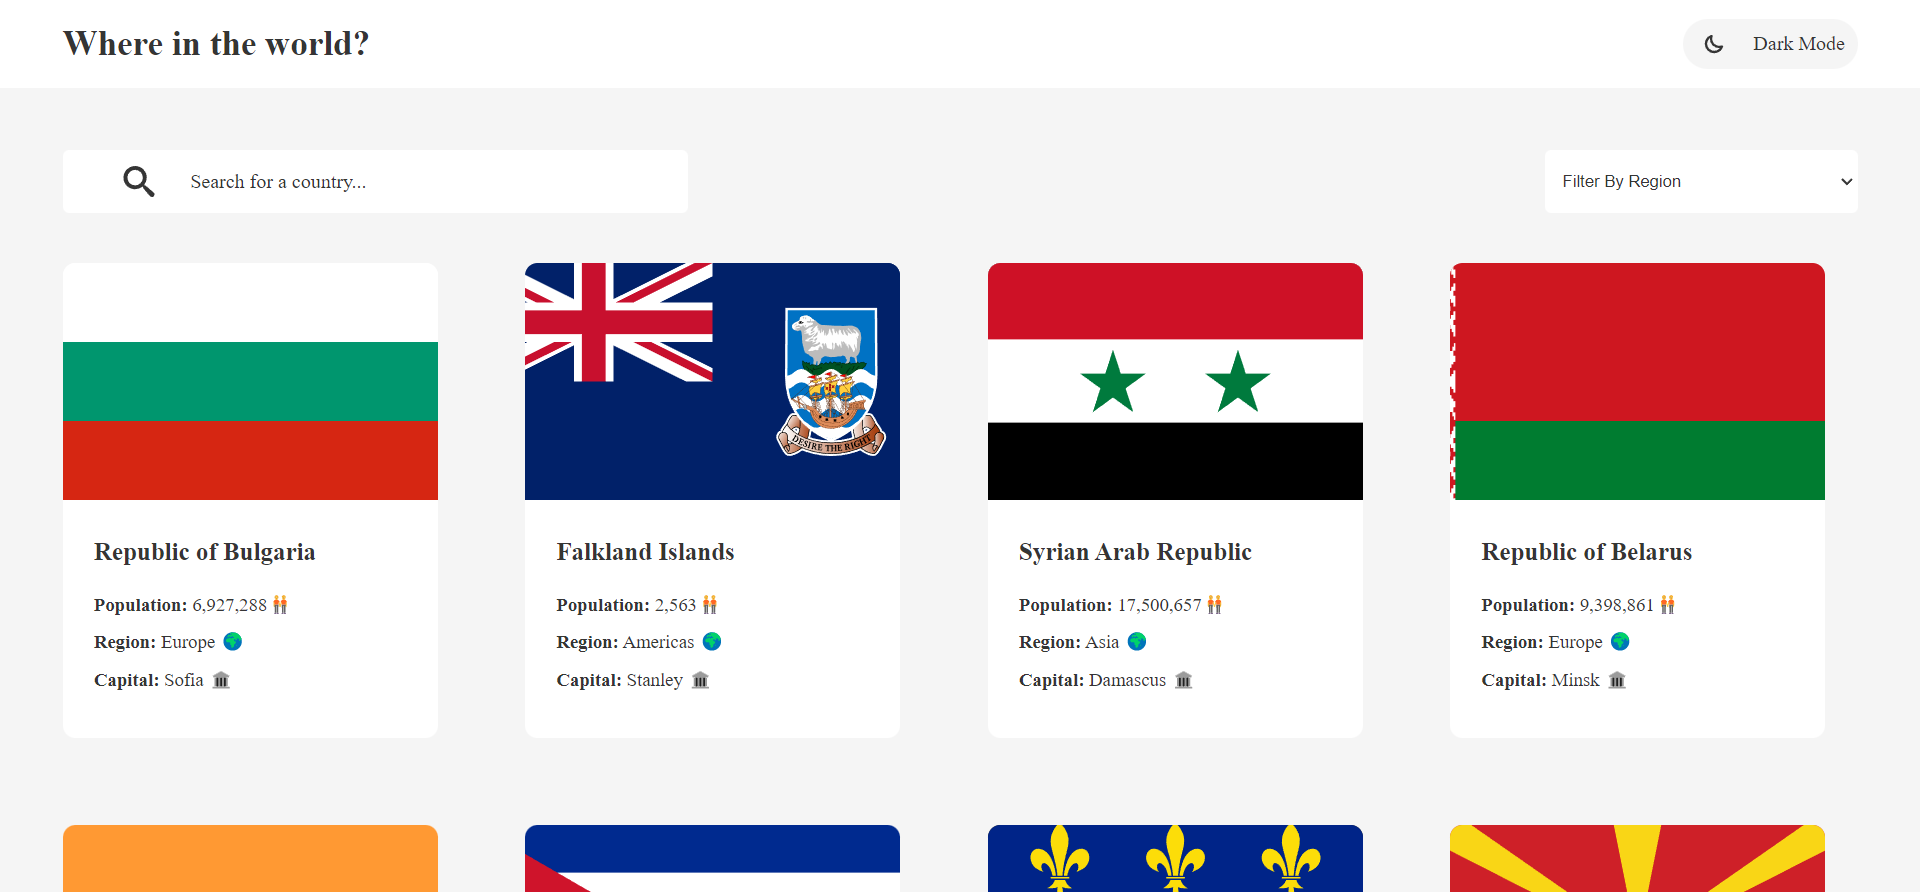 Where in the world?
Dark Mode
Search for a country...
Filter By Region
DESIRE THE RIGHT
Republic of Bulgaria
Population: 6,927,288
Region: Europe
Capital: Sofia
Falkland Islands
Population: 2,563
Region: Americas
Capital: Stanley
Syrian Arab Republic
Population: 17,500,657
Region: Asia
Capital: Damascus
Republic of Belarus
Population: 9,398,861
Region: Europe
Capital: Minsk